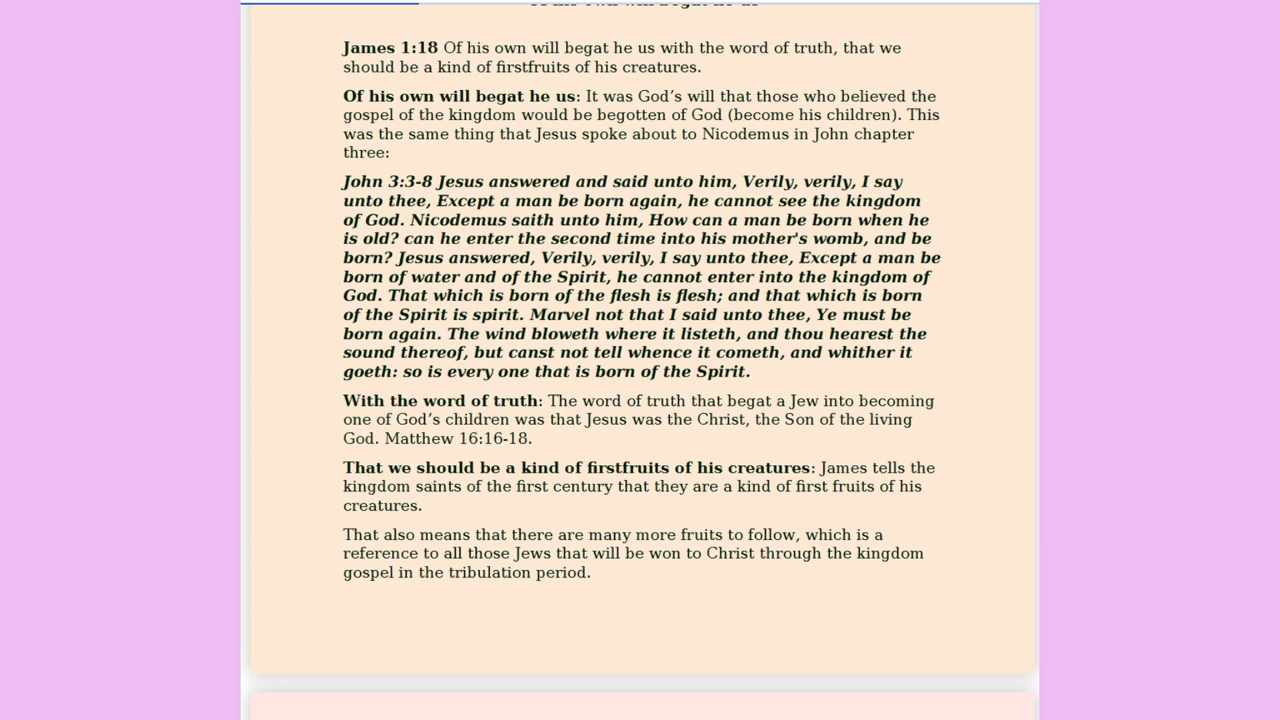 James 1:18 Of his own will begat he us with the word of truth, that we
should be a kind of firstfruits of his creatures.
Of his own will begat he us: It was God’s will that those who believed the
gospel of the kingdom would be begotten of God (become his children). This
was the same thing that Jesus spoke about to Nicodemus in John chapter
three:
John 3:3-8 Jesus answered and said unto him, Verily, verily, I say
unto thee, Except a man be born again, he cannot see the kingdom
of God. Nicodemus saith unto him, How can a man be born when he
is old? can he enter the second time into his mother's womb, and be
born? Jesus answered, Verily, verily, I say unto thee, Except a man be
born of water and of the Spirit, he cannot enter into the kingdom of
God. That which is born of the flesh is flesh; and that which is born
of the Spirit is spirit. Marvel not that I said unto thee, Ye must be
born again. The wind bloweth where it listeth, and thou hearest the
sound thereof, but canst not tell whence it cometh, and whither it
goeth: so is every one that is born of the Spirit.
With the word of truth: The word of truth that begat a Jew into becoming
one of God’s children was that Jesus was the Christ, the Son of the living
God. Matthew 16:16-18.
That we should be a kind of firstfruits of his creatures: James tells the
kingdom saints of the first century that they are a kind of first fruits of his
creatures.
That also means that there are many more fruits to follow, which is a
reference to all those Jews that will be won to Christ through the kingdom
gospel in the tribulation period.